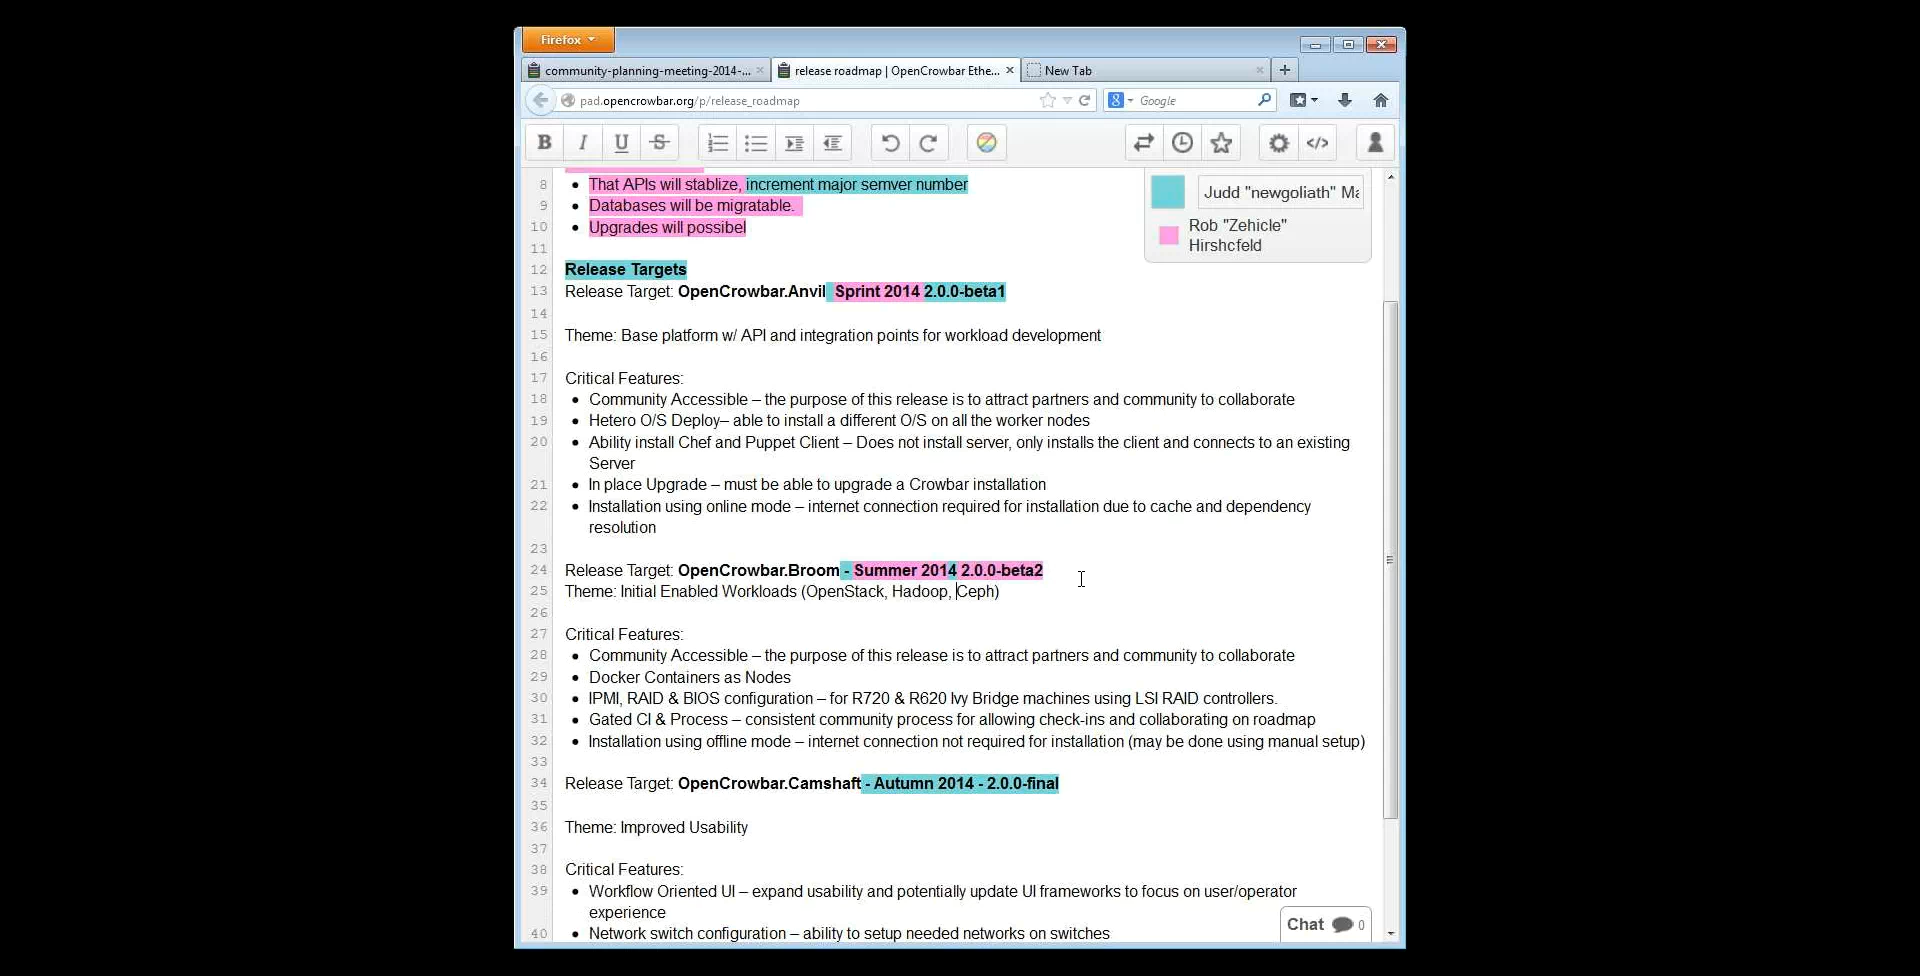 Firefox
community-planning-meeting-2014-...
release roadmap | OpenCrowbar Ethe...
New Tab
pad.opencrowbar.org/p/release_roadmap
8
Google
B I U S
</>
8 That APIs will stablize, increment major semver number
9 Databases will be migratable.
10 Upgrades will possibel
11
Judd "newgoliath" Ma
Rob "Zehicle"
Hirshcfeld
12 Release Targets
13 Release Target: OpenCrowbar.Anvil Sprint 2014 2.0.0-beta1
14
15 Theme: Base platform w/ API and integration points for workload development
16
17 Critical Features:
18 Community Accessible – the purpose of this release is to attract partners and community to collaborate
19 Hetero O/S Deploy– able to install a different O/S on all the worker nodes
20 Ability install Chef and Puppet Client – Does not install server, only installs the client and connects to an existing
Server
21 In place Upgrade – must be able to upgrade a Crowbar installation
22 Installation using online mode – internet connection required for installation due to cache and dependency
resolution
23
24 Release Target: OpenCrowbar.Broom - Summer 2014 2.0.0-beta2
25 Theme: Initial Enabled Workloads (OpenStack, Hadoop, Ceph)
26
27 Critical Features:
28 Community Accessible – the purpose of this release is to attract partners and community to collaborate
29 Docker Containers as Nodes
30 IPMI, RAID & BIOS configuration – for R720 & R620 Ivy Bridge machines using LSI RAID controllers.
31 Gated CI & Process – consistent community process for allowing check-ins and collaborating on roadmap
32 Installation using offline mode – internet connection not required for installation (may be done using manual setup)
33
34 Release Target: OpenCrowbar.Camshaft - Autumn 2014 - 2.0.0-final
35
36 Theme: Improved Usability
37
38 Critical Features:
39 Workflow Oriented UI – expand usability and potentially update UI frameworks to focus on user/operator
experience
40 Network switch configuration – ability to setup needed networks on switches
Chat 0